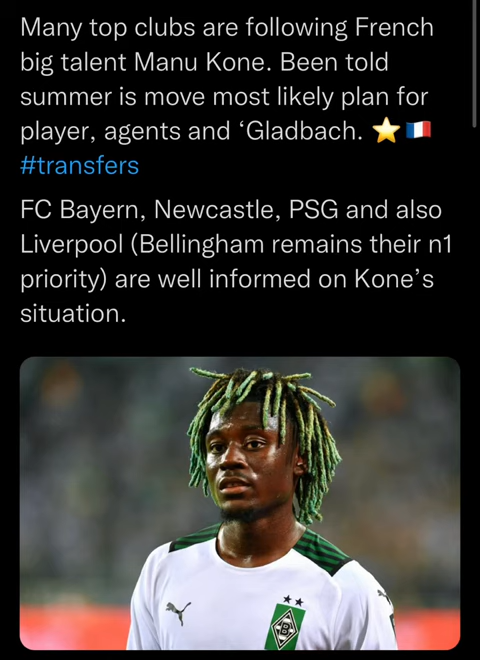 Many top clubs are following French
big talent Manu Kone. Been told
summer is move most likely plan for
player, agents and ‘Gladbach. ⭐🇫🇷
#transfers
FC Bayern, Newcastle, PSG and also
Liverpool (Bellingham remains their n1
priority) are well informed on Kone’s
situation.